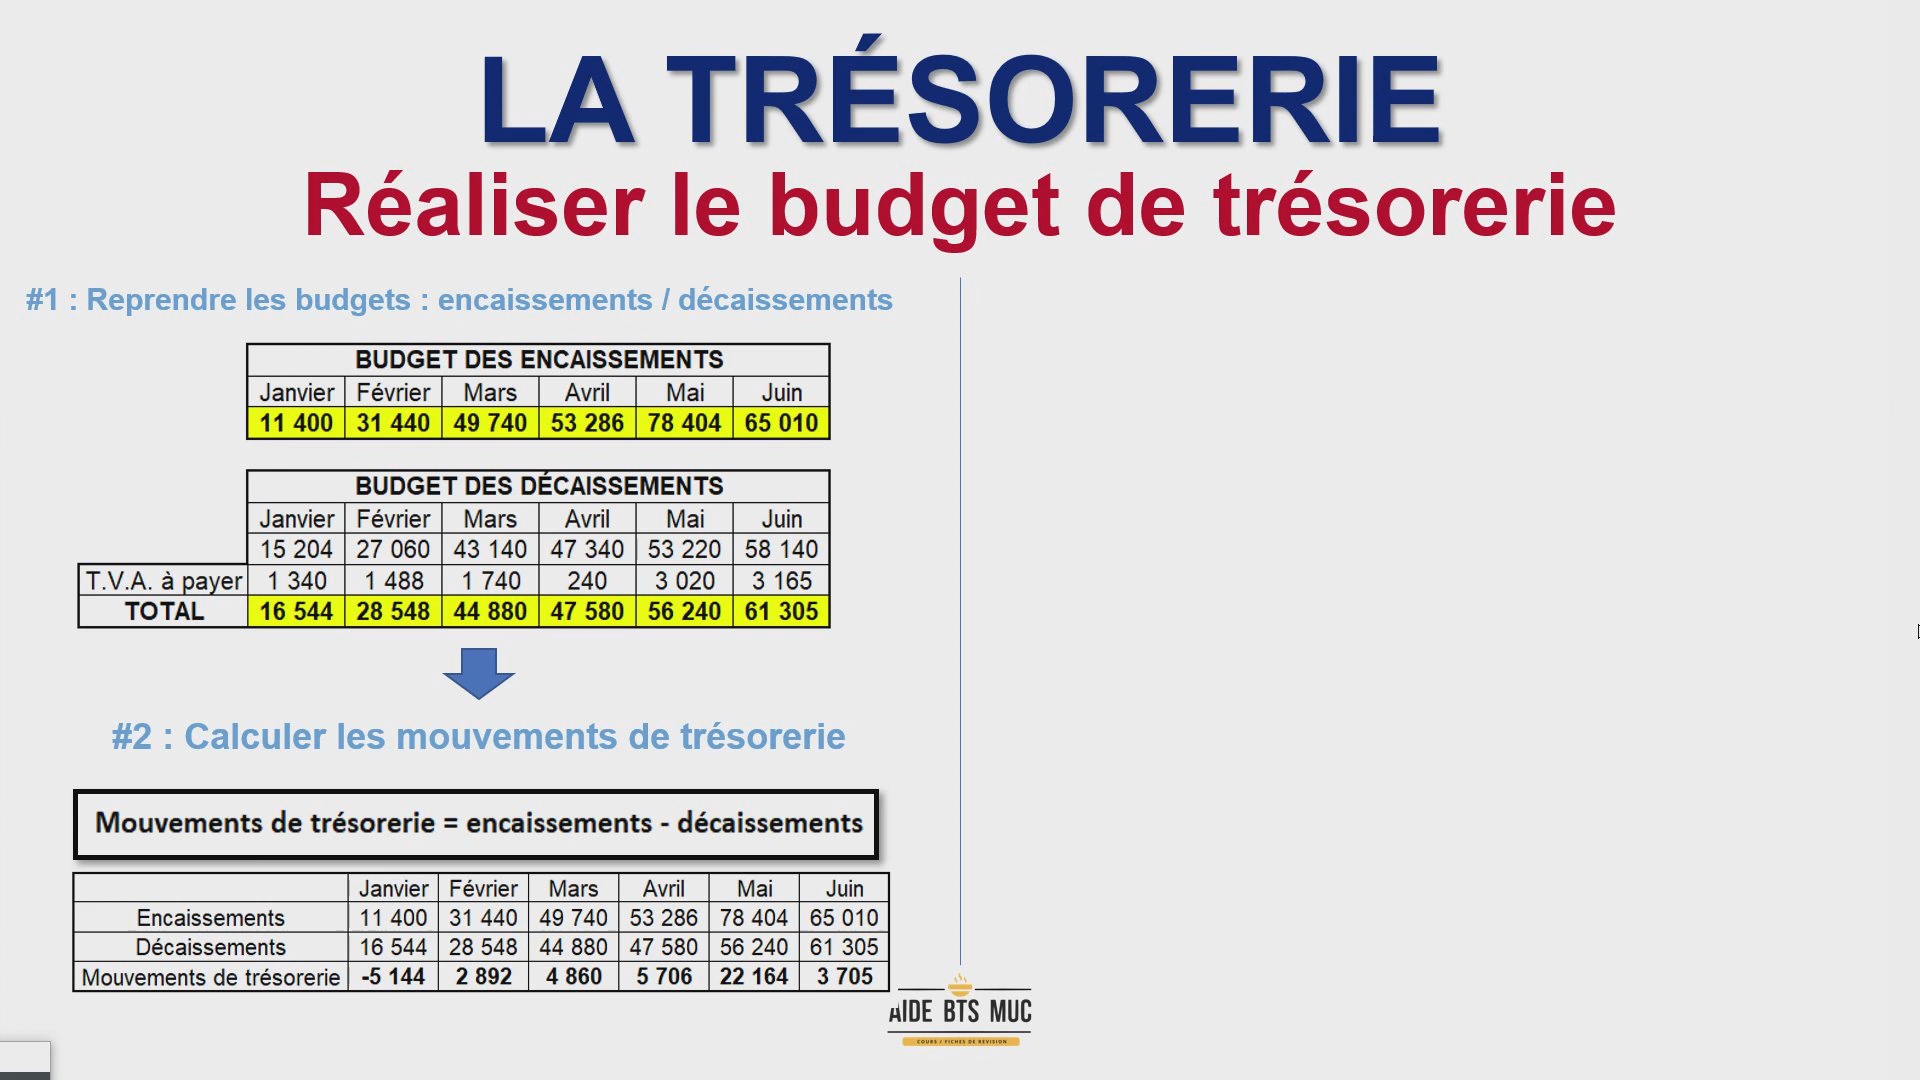 LA TRÉSORERIE
Réaliser le budget de trésorerie
#1 : Reprendre les budgets : encaissements / décaissements
BUDGET DES ENCAISSEMENTS
Janvier Février Mars Avril Mai Juin
11 400 31 440 49 740 53 286 78 404 65 010
BUDGET DES DÉCAISSEMENTS
Janvier Février Mars Avril Mai Juin
15 204 27 060 43 140 47 340 53 220 58 140
T.V.A. à payer 1 340 1 488 1 740 240 3 020 3 165
TOTAL 16 544 28 548 44 880 47 580 56 240 61 305
#2 : Calculer les mouvements de trésorerie
Mouvements de trésorerie = encaissements - décaissements
Janvier Février Mars Avril Mai Juin
Encaissements 11 400 31 440 49 740 53 286 78 404 65 010
Décaissements 16 544 28 548 44 880 47 580 56 240 61 305
Mouvements de trésorerie -5 144 2 892 4 860 5 706 22 164 3 705
AIDE BTS MUC
COURS / FICHES DE REVISION